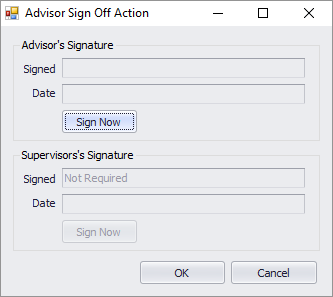 Advisor Sign Off Action
Advisor's Signature
Signed
Date
Sign Now
Supervisors's Signature
Signed Not Required
Date
Sign Now
OK Cancel